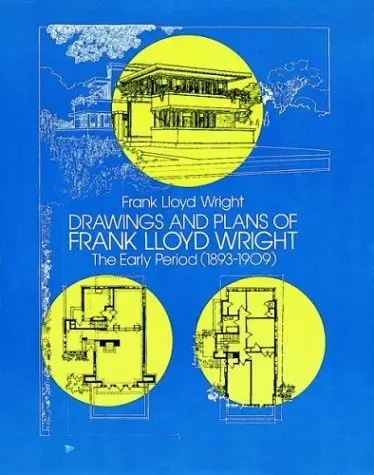 Frank Lloyd Wright
DRAWINGS AND PLANS OF
FRANK LLOYD WRIGHT
The Early Period (1893-1909)